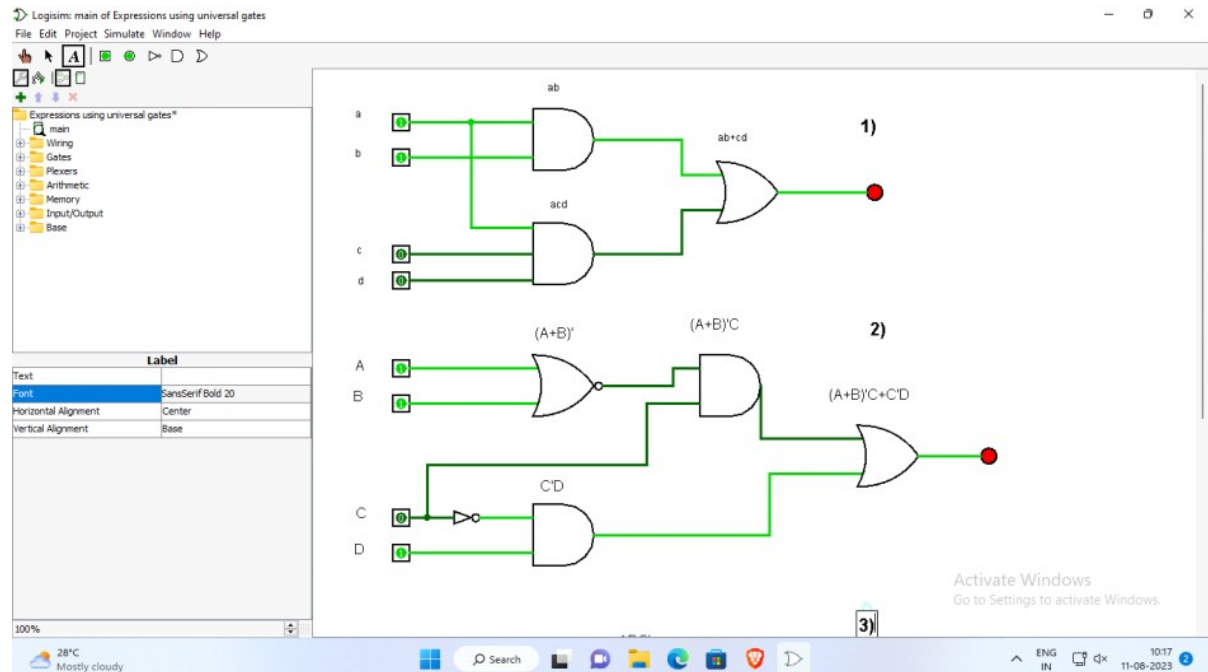 Logisim: main of Expressions using universal gates
File Edit Project Simulate Window Help
A
Expressions using universal gates*
main
Wiring
Gates
Plexers
Arithmetic
Memory
Input/Output
Base
Label
Text
Font SansSerif Bold 20
Horizontal Alignment Center
Vertical Alignment Base
100%
ab
a 1
b 1
ab+cd
1)
acd
c 0
d 0
(A+B)'
(A+B)'C
2)
A 1
B 1
(A+B)'C+C'D
C'D
C 0
D 1
Activate Windows
Go to Settings to activate Windows.
3)
28°C
Mostly cloudy
Search
ENG
IN
10:17
11-08-2023
2